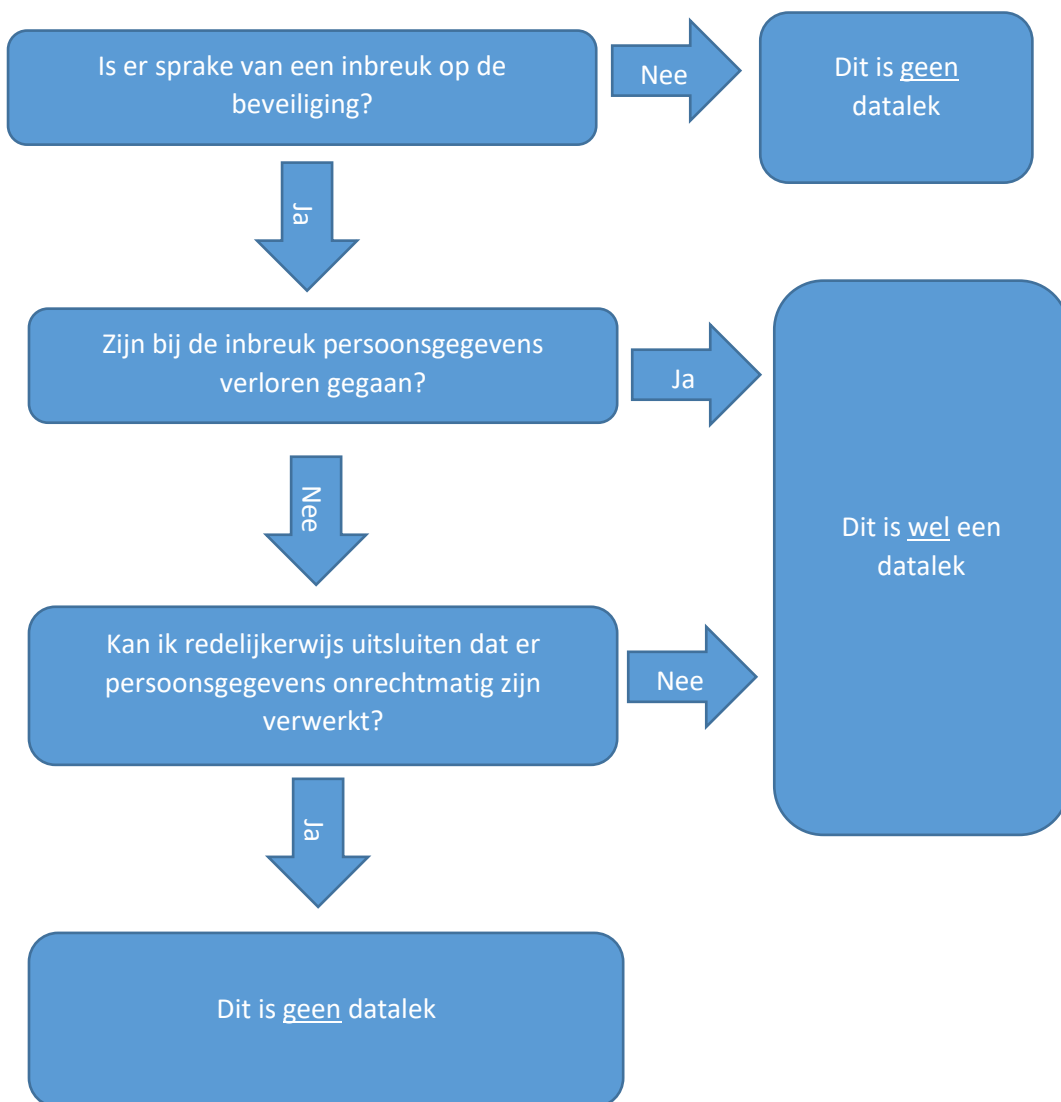 Is er sprake van een inbreuk op de
beveiliging?
Nee
Dit is geen
datalek
Ja
Zijn bij de inbreuk persoonsgegevens
verloren gegaan?
Ja
Nee
Dit is wel een
datalek
Kan ik redelijkerwijs uitsluiten dat er
persoonsgegevens onrechtmatig zijn
verwerkt?
Nee
Ja
Dit is geen datalek